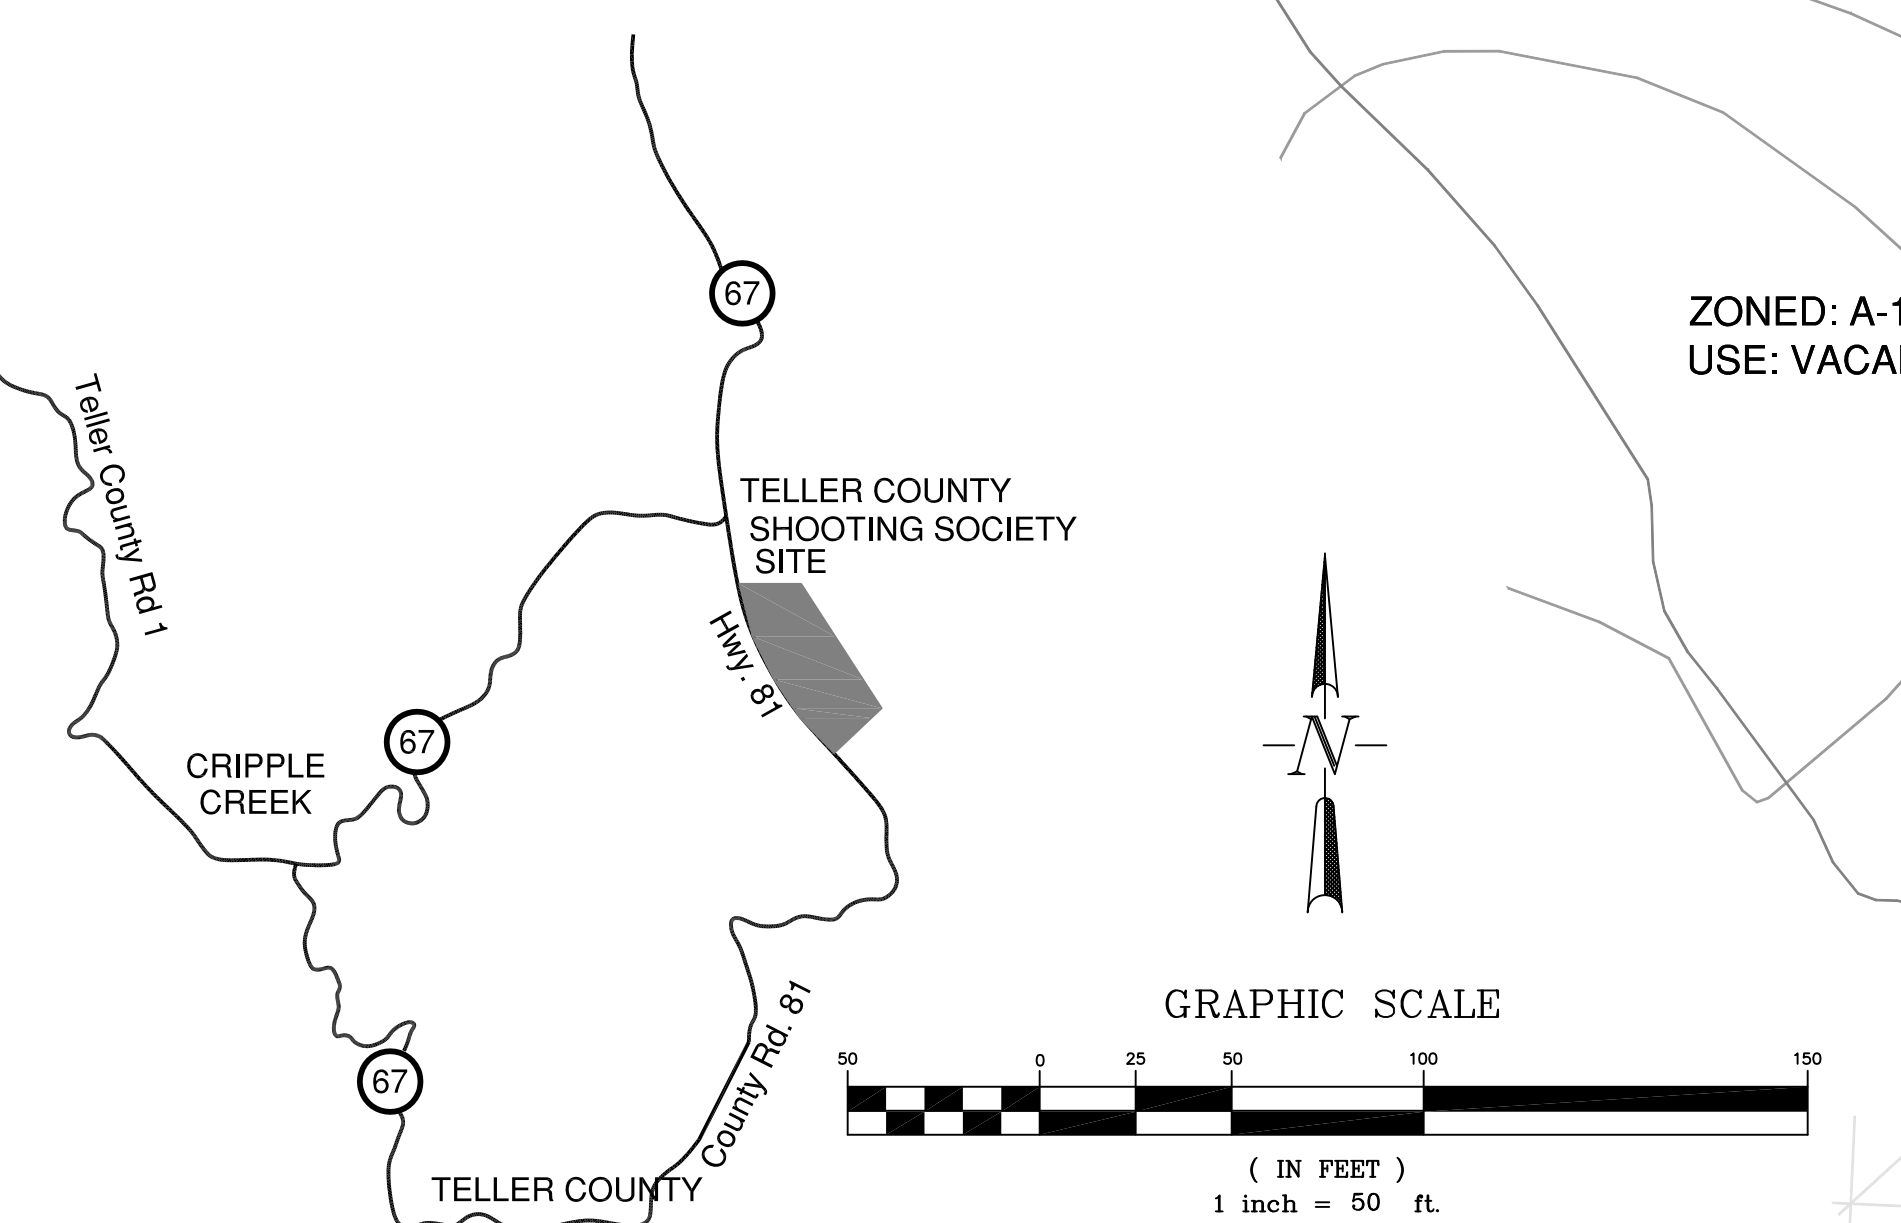 67
ZONED: A-1
USE: VACA
Teller County Rd 1
TELLER COUNTY
SHOOTING SOCIETY
SITE
Hwy. 81
67
CRIPPLE
CREEK
N
GRAPHIC SCALE
50 0 25 50 100 150
( IN FEET )
1 inch = 50 ft.
67
County Rd. 81
TELLER COUNTY